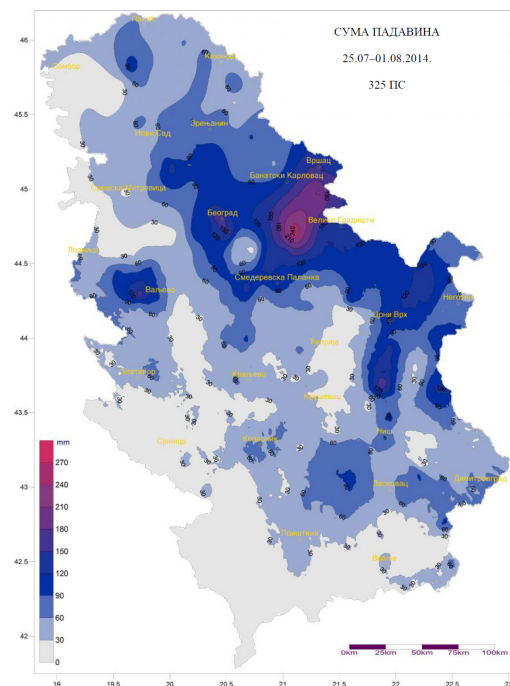 СУМА ПАДАВИНА
25.07–01.08.2014.
325 ПС
46
45.5
45
44.5
44
43.5
43
42.5
42
Сомбор
Кикинда
Нови Сад
Зрењанин
Вршац
Банатски Карловац
Сремска Митровица
Београд
Велико Градиште
Лозница
Смедеревска Паланка
Ваљево
Неготин
Црни Врх
Златибор
Краљево
Ћуприја
Крушевац
Сјеница
Копаоник
Ниш
Лесковац
Димитровград
Приштина
Врање
mm
270
240
210
180
150
120
90
60
30
0
0km 25km 50km 75km 100km
19 19.5 20 20.5 21 21.5 22 22.5